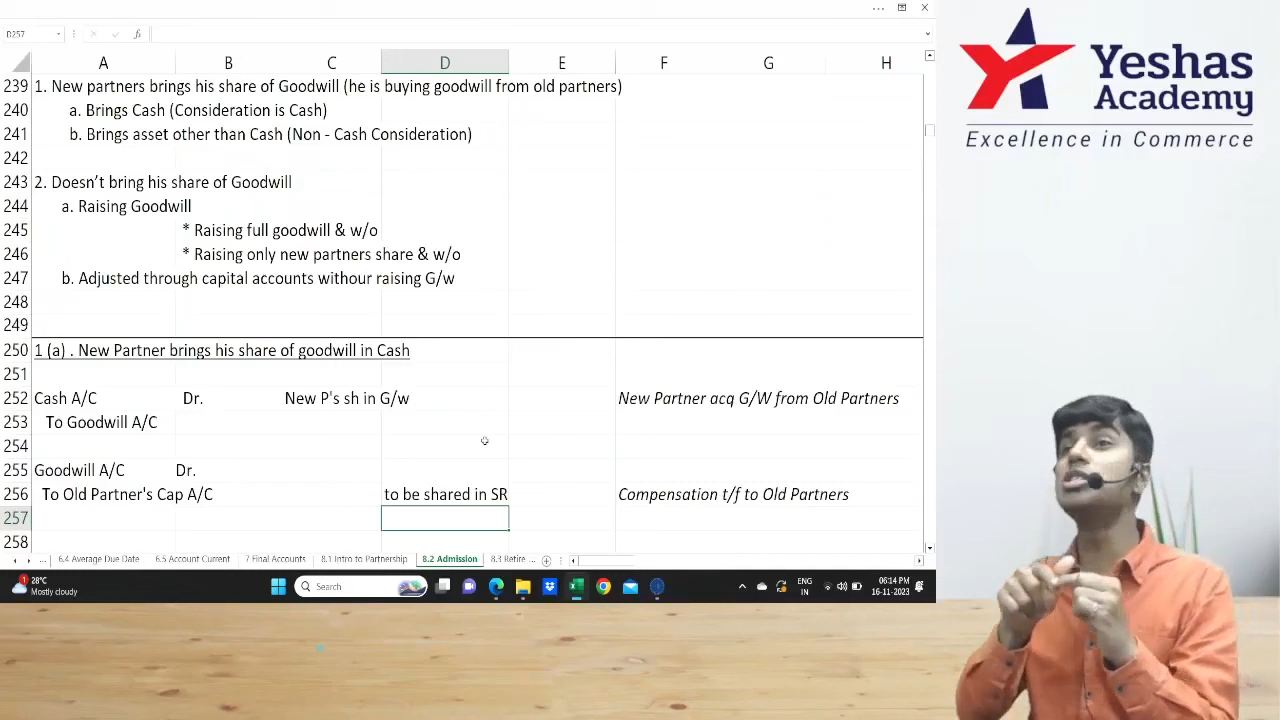 D257
fx
A B C D E F G H
239 1. New partners brings his share of Goodwill (he is buying goodwill from old partners)
240 a. Brings Cash (Consideration is Cash)
241 b. Brings asset other than Cash (Non - Cash Consideration)
242
243 2. Doesn't bring his share of Goodwill
244 a. Raising Goodwill
245 * Raising full goodwill & w/o
246 * Raising only new partners share & w/o
247 b. Adjusted through capital accounts withour raising G/w
248
249
250 1 (a) . New Partner brings his share of goodwill in Cash
251
252 Cash A/C Dr. New P's sh in G/w New Partner acq G/W from Old Partners
253 To Goodwill A/C
254
255 Goodwill A/C Dr.
256 To Old Partner's Cap A/C to be shared in SR Compensation t/f to Old Partners
257
258
... 6.4 Average Due Date 6.5 Account Current 7 Final Accounts 8.1 Intro to Partnership 8.2 Admission 8.3 Retire ...
1 28°C
Mostly cloudy
Search
ENG
IN
06:14 PM
16-11-2023
Yeshas
Academy
Excellence in Commerce